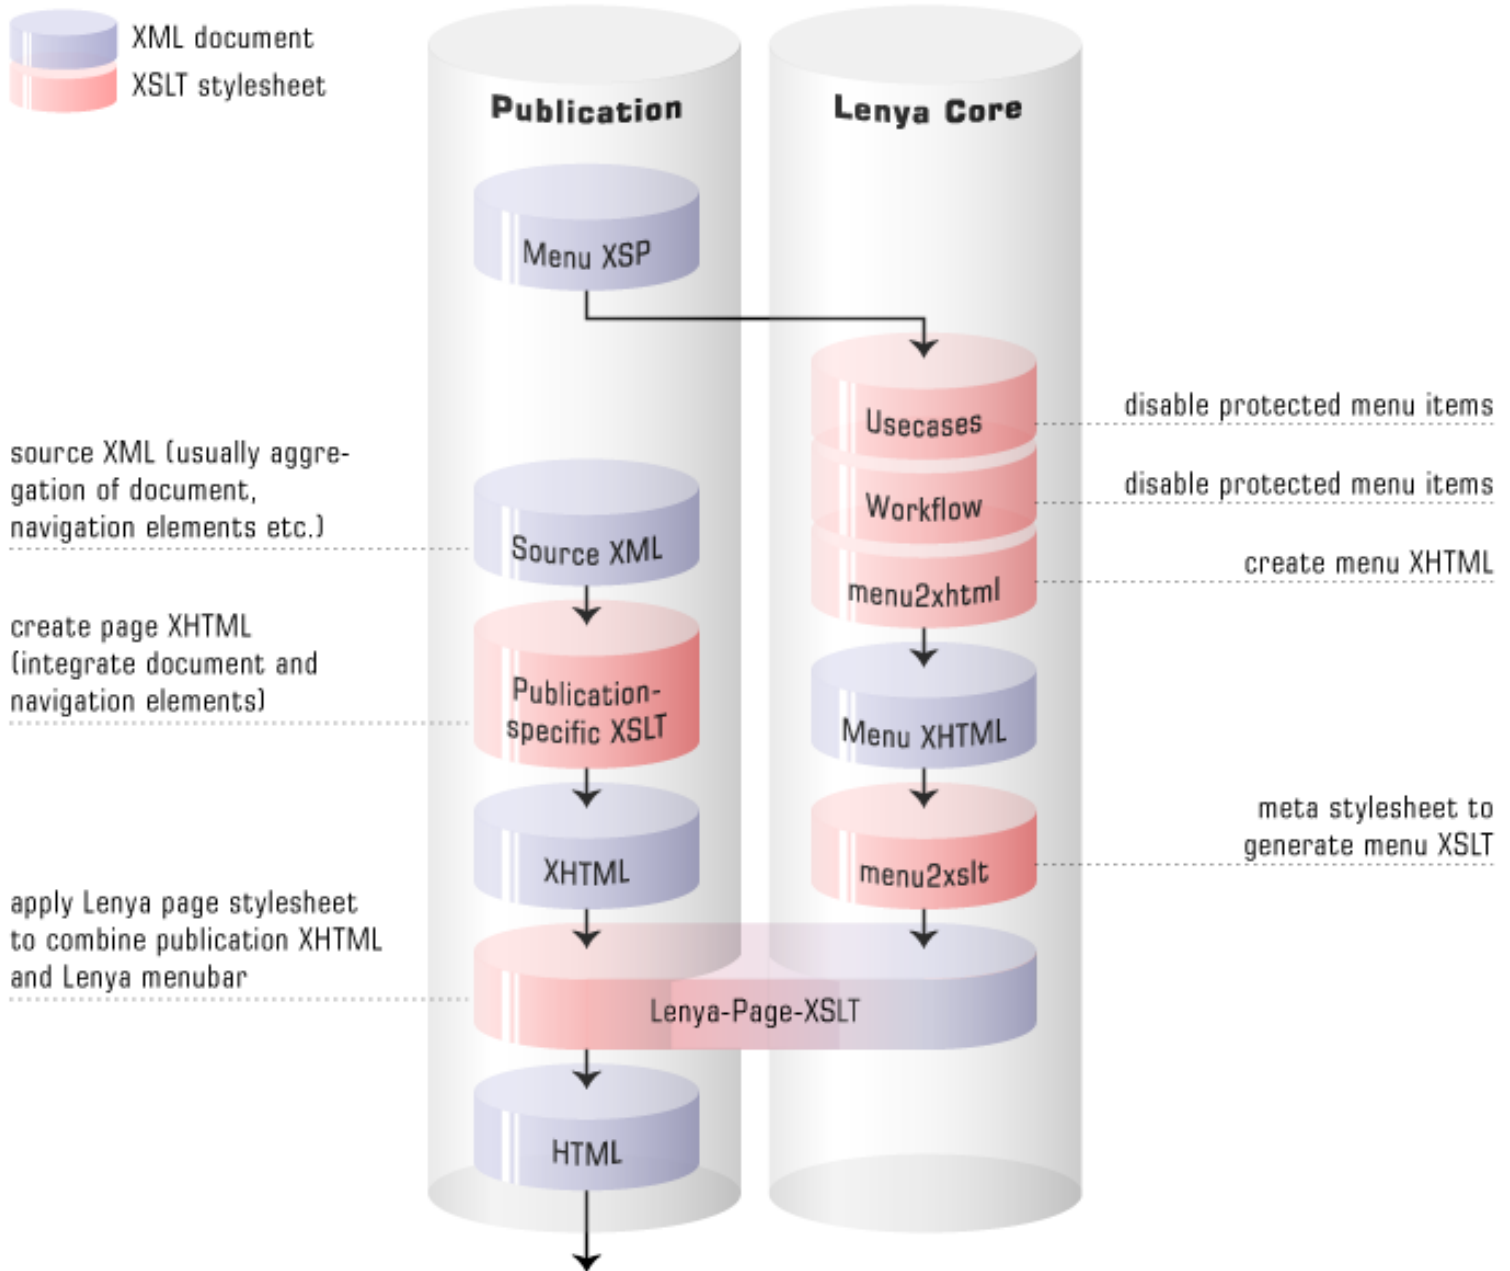 XML document
XSLT stylesheet
Publication
Lenya Core
Menu XSP
Usecases
disable protected menu items
Workflow
disable protected menu items
menu2xhtml
create menu XHTML
source XML (usually aggre-
gation of document,
navigation elements etc.)
Source XML
create page XHTML
(integrate document and
navigation elements)
Publication-
specific XSLT
Menu XHTML
XHTML
menu2xslt
meta stylesheet to
generate menu XSLT
apply Lenya page stylesheet
to combine publication XHTML
and Lenya menubar
Lenya-Page-XSLT
HTML